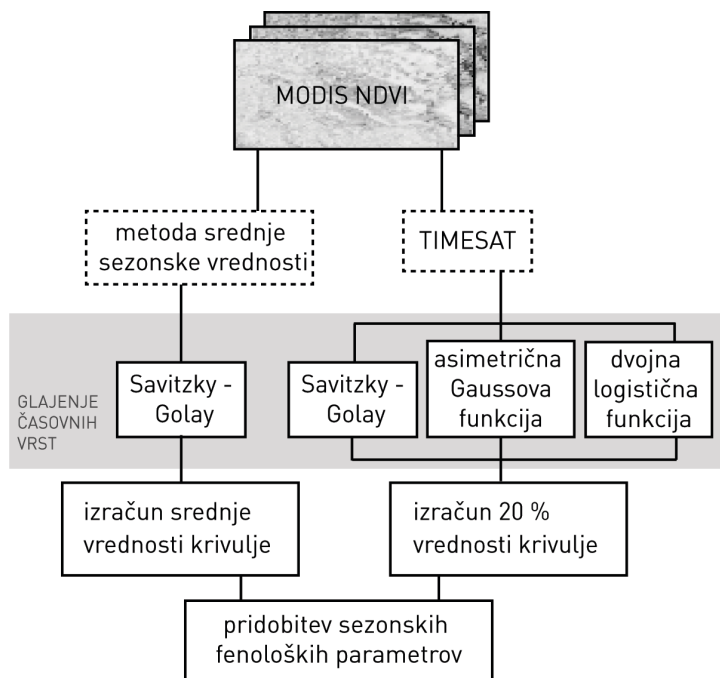 MODIS NDVI
metoda srednje
sezonske vrednosti
TIMESAT
GLAJENJE
ČASOVNIH
VRST
Savitzky -
Golay
Savitzky -
Golay
asimetrična
Gaussova
funkcija
dvojna
logistična
funkcija
izračun srednje
vrednosti krivulje
izračun 20 %
vrednosti krivulje
pridobitev sezonskih
fenoloških parametrov